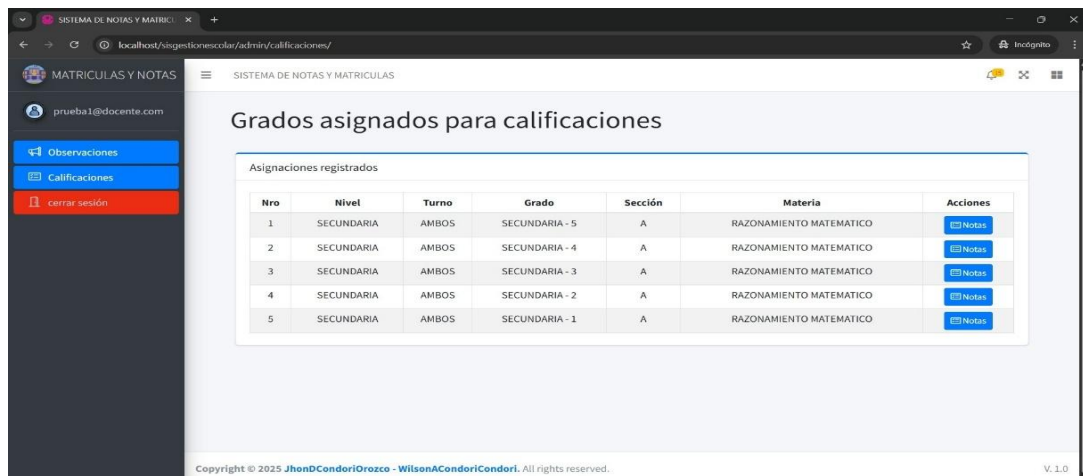 SISTEMA DE NOTAS Y MATRICU
localhost/sisgestionescolar/admin/calificaciones/
Incógnito
MATRICULAS Y NOTAS
SISTEMA DE NOTAS Y MATRICULAS
prueba1@docente.com
Observaciones
Calificaciones
cerrar sesión
Grados asignados para calificaciones
Asignaciones registrados
Nro Nivel Turno Grado Sección Materia Acciones
1 SECUNDARIA AMBOS SECUNDARIA - 5 A RAZONAMIENTO MATEMATICO Notas
2 SECUNDARIA AMBOS SECUNDARIA - 4 A RAZONAMIENTO MATEMATICO Notas
3 SECUNDARIA AMBOS SECUNDARIA - 3 A RAZONAMIENTO MATEMATICO Notas
4 SECUNDARIA AMBOS SECUNDARIA - 2 A RAZONAMIENTO MATEMATICO Notas
5 SECUNDARIA AMBOS SECUNDARIA - 1 A RAZONAMIENTO MATEMATICO Notas
Copyright © 2025 JhonDCondoriOrozco - WilsonACondoriCondori. All rights reserved. V. 1.0